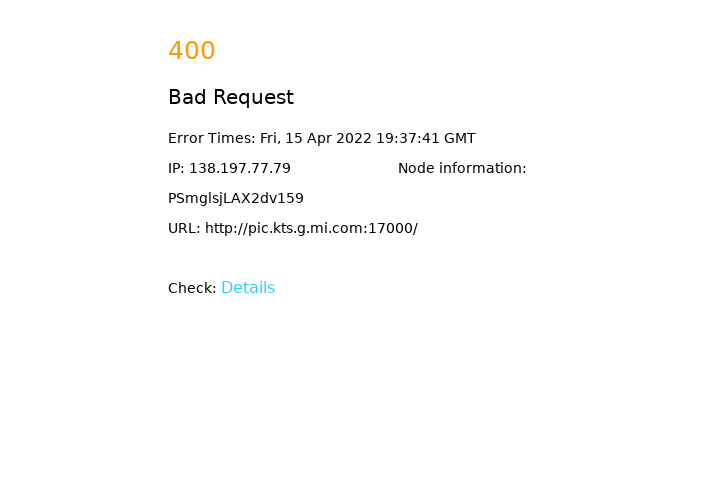 400
Bad Request
Error Times: Fri, 15 Apr 2022 19:37:41 GMT
IP: 138.197.77.79 Node information:
PSmglsjLAX2dv159
URL: http://pic.kts.g.mi.com:17000/
Check: Details